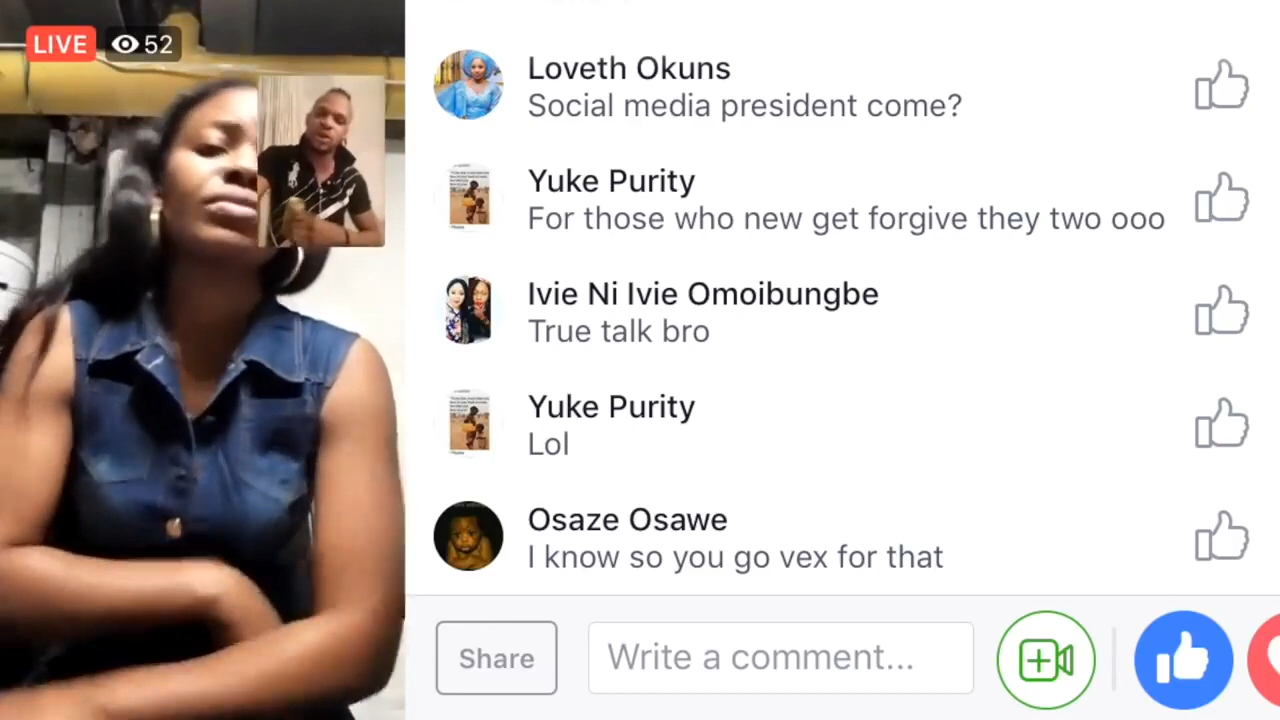 LIVE 52
Loveth Okuns
Social media president come?
Yuke Purity
For those who new get forgive they two ooo
Ivie Ni Ivie Omoibungbe
True talk bro
Yuke Purity
Lol
Osaze Osawe
I know so you go vex for that
Share
Write a comment...